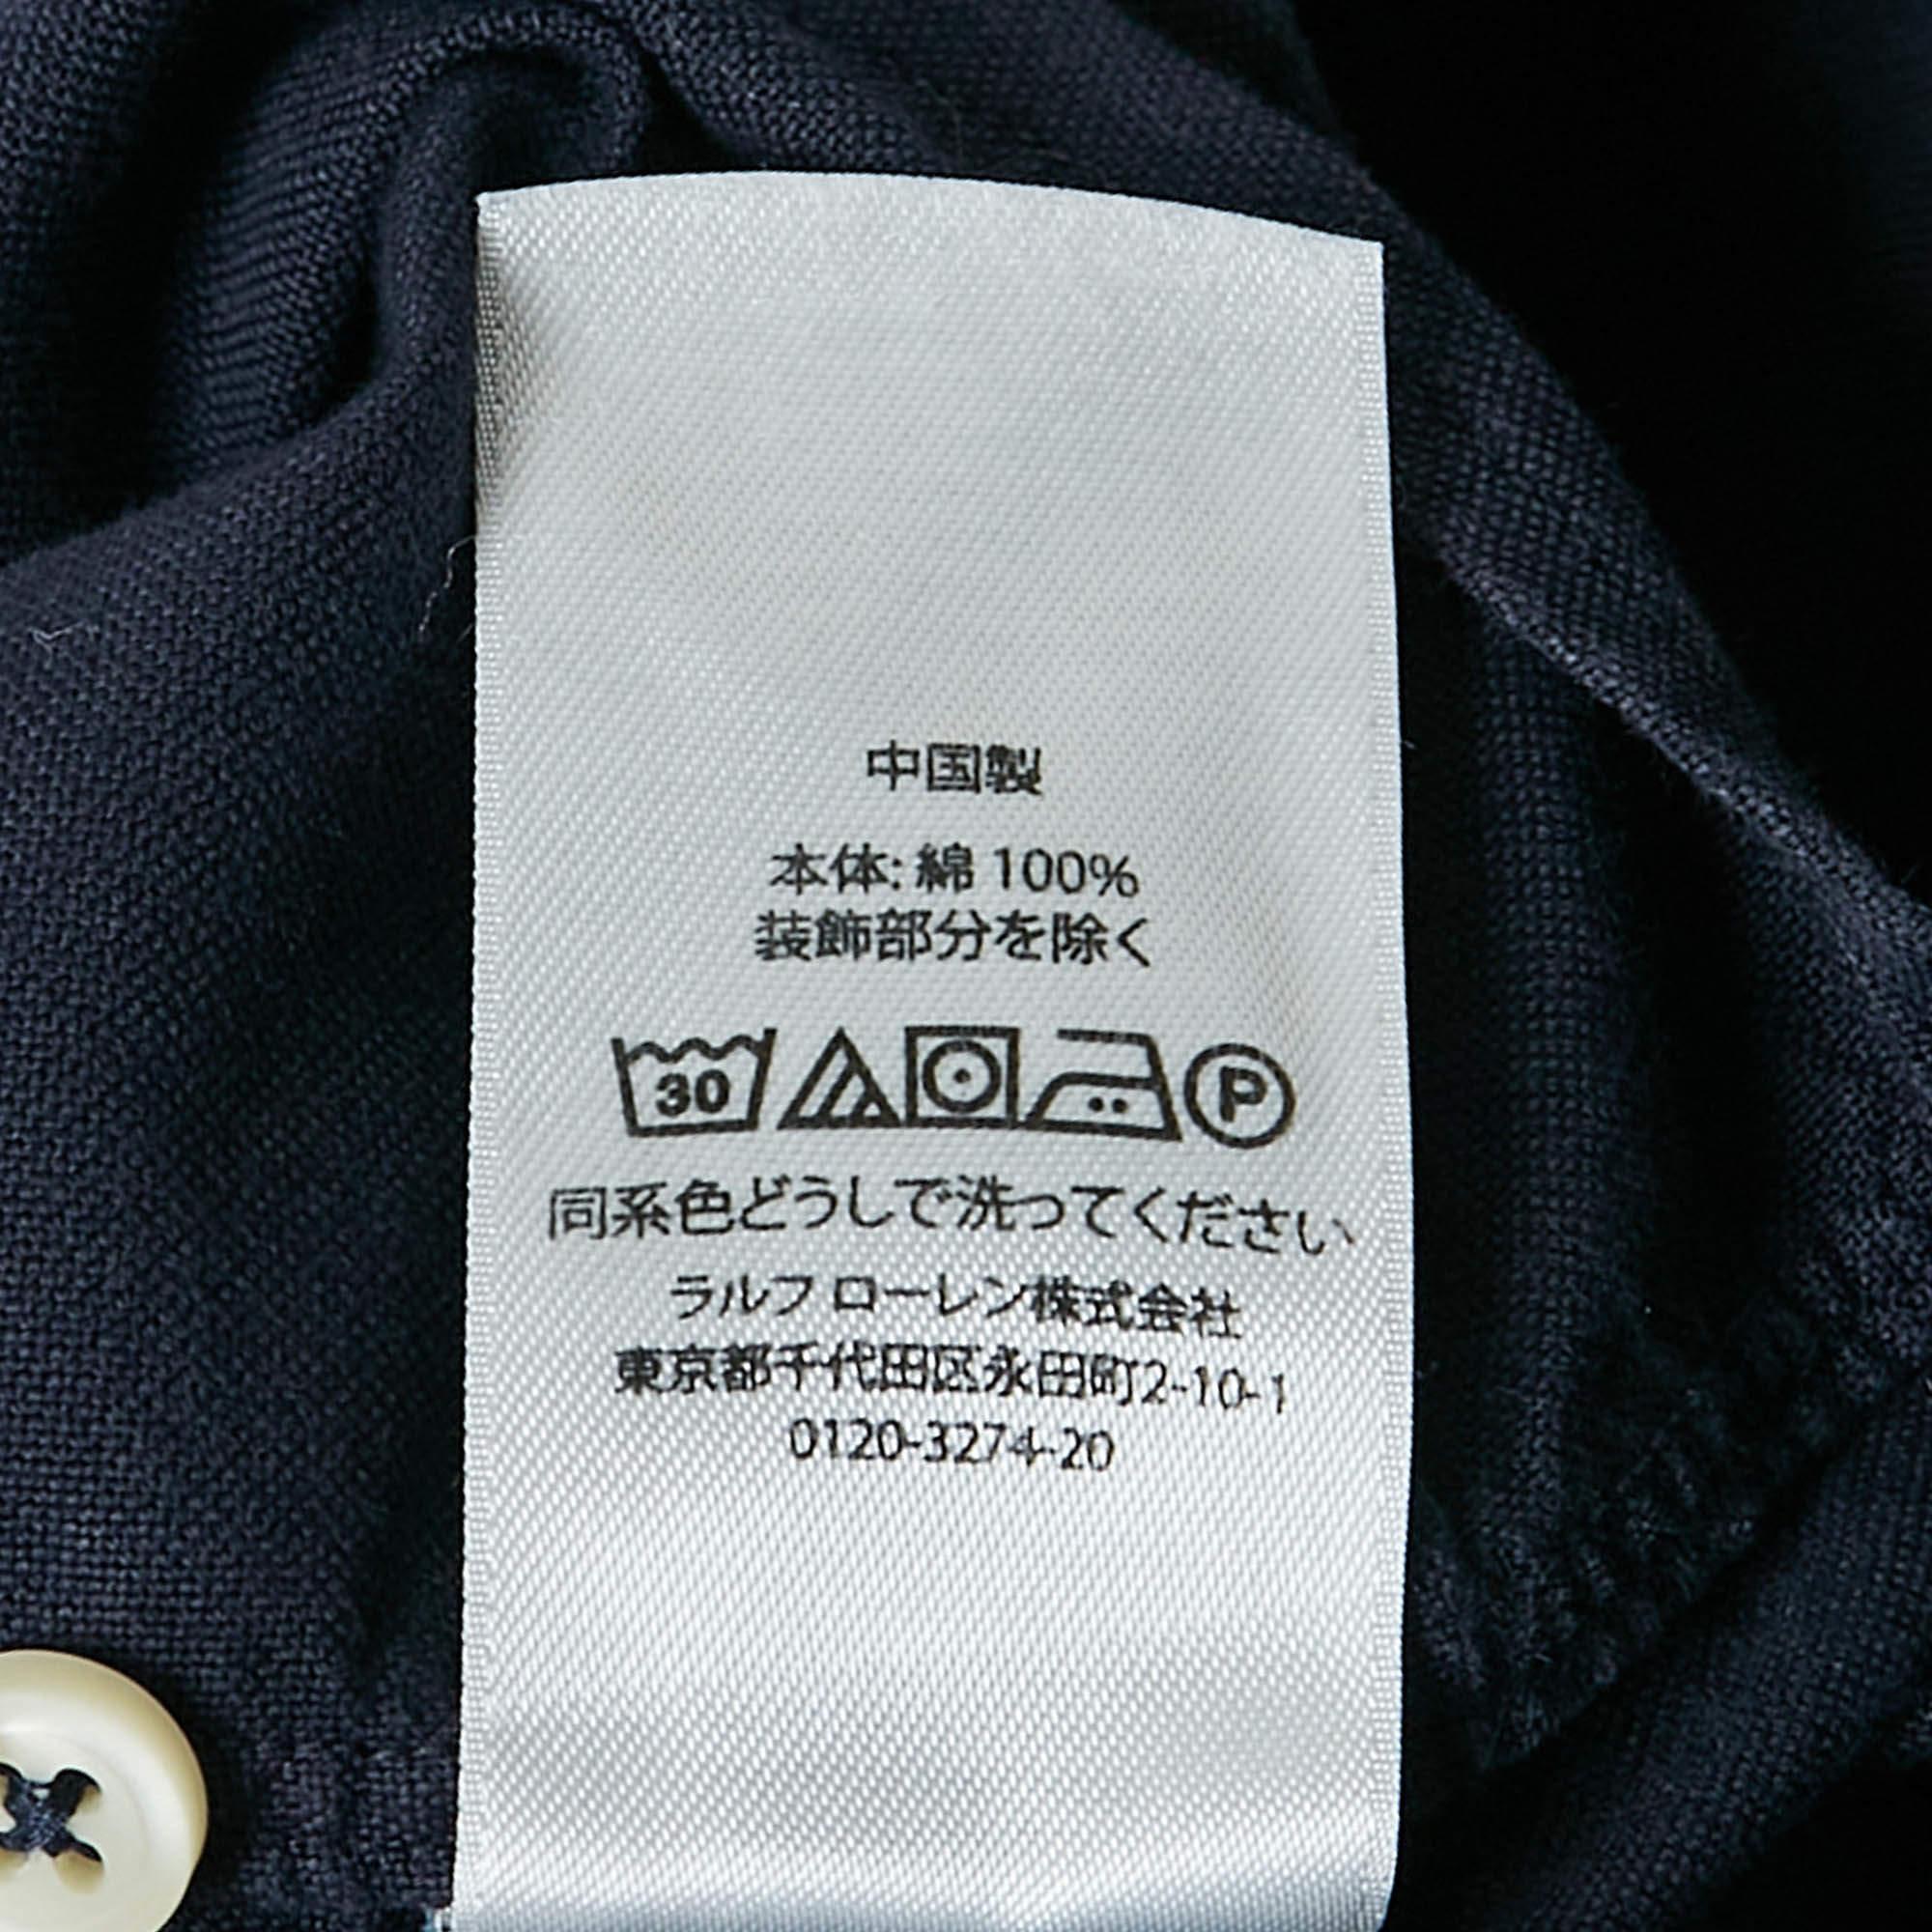 中国製
本体: 綿 100%
装飾部分を除く
30 P
同系色どうしで洗ってください
ラルフ ローレン株式会社
東京都千代田区永田町2-10-1
0120-3274-20